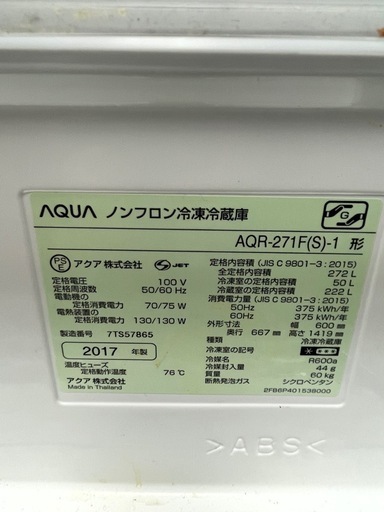 AQUA ノンフロン冷凍冷蔵庫
AQR-271F(S)-1 形
PS E アクア 株式会社 JET
定格電圧 100 V
定格周波数 50/60 Hz
電動機の
定格消費電力 70/75 W
電熱装置の
定格消費電力 130/130 W
製造番号 7TS57865
2017 年製
温度ヒューズ
定格動作温度 76℃
アクア 株式会社
Made in Thailand
定格内容積 (JIS C 9801-3 : 2015)
全定格内容積 272 L
冷凍室の定格内容積 50 L
冷蔵室の定格内容積 222 L
消費電力量 (JIS C 9801-3 : 2015)
50Hz 375 kWh/年
60Hz 375 kWh/年
外形寸法 幅 600 mm
奥行 667 mm 高さ 1419 mm
種類 冷凍冷蔵庫
冷凍室の記号
冷媒 R600a
冷媒封入量 44 g
質量 60 kg
断熱発泡ガス シクロペンタン
2FB6P401538000
>ABS<